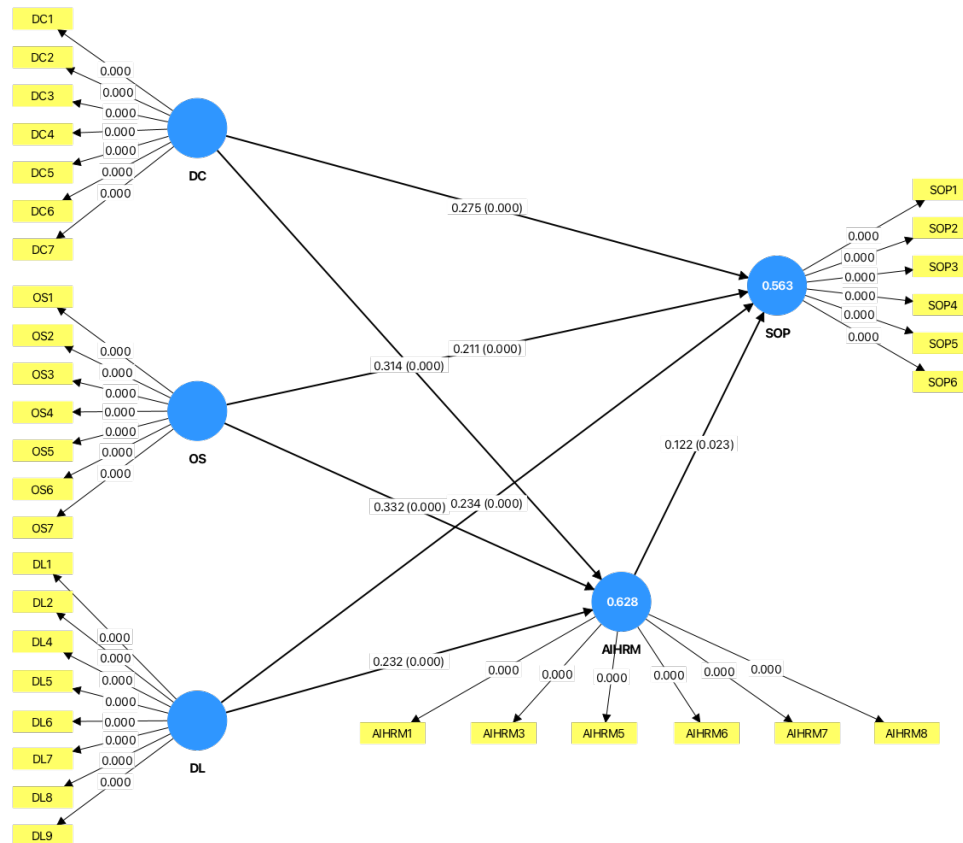 DC1
DC2
DC3
DC4
DC5
DC6
DC7
0.000
0.000
0.000
0.000
0.000
0.000
0.000
DC
OS1
OS2
OS3
OS4
OS5
OS6
OS7
0.000
0.000
0.000
0.000
0.000
0.000
0.000
OS
DL1
DL2
DL4
DL5
DL6
DL7
DL8
DL9
0.000
0.000
0.000
0.000
0.000
0.000
0.000
0.000
DL
0.275 (0.000)
0.211 (0.000)
0.314 (0.000)
0.332 (0.000)
0.234 (0.000)
0.232 (0.000)
0.122 (0.023)
0.563
SOP
0.000
0.000
0.000
0.000
0.000
0.000
SOP1
SOP2
SOP3
SOP4
SOP5
SOP6
0.628
AIHRM
0.000
0.000
0.000
0.000
0.000
0.000
AIHRM1
AIHRM3
AIHRM5
AIHRM6
AIHRM7
AIHRM8